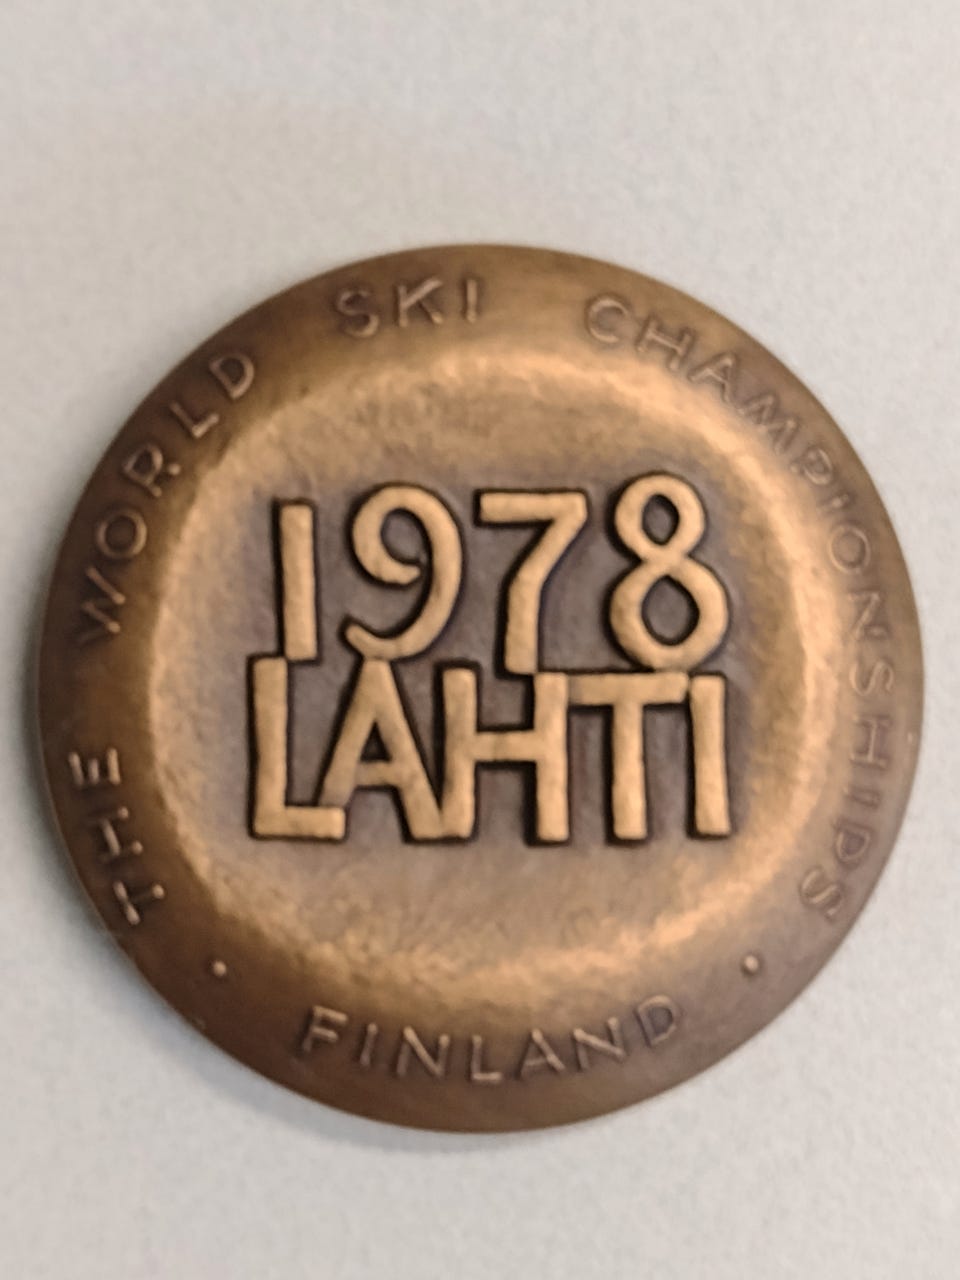 THE WORLD SKI CHAMPIONSHIPS
1978
LAHTI
• FINLAND •